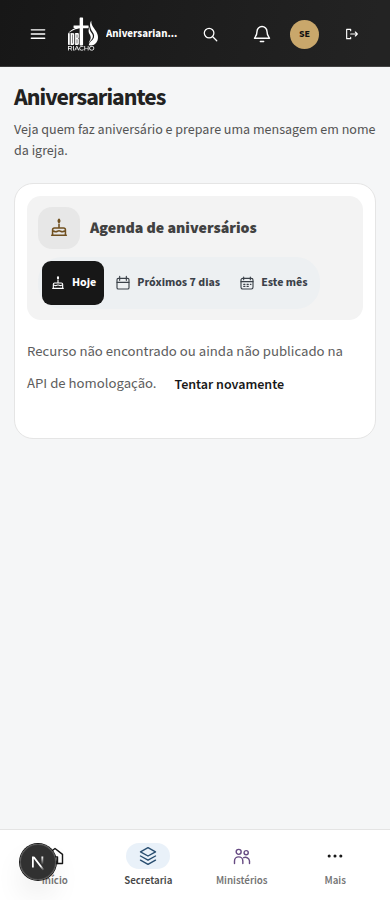 RIACHO
Aniversarian...
SE
Aniversariantes
Veja quem faz aniversário e prepare uma mensagem em nome
da igreja.
Agenda de aniversários
Hoje
Próximos 7 dias
Este mês
Recurso não encontrado ou ainda não publicado na
API de homologação. Tentar novamente
N
Início
Secretaria
Ministérios
Mais